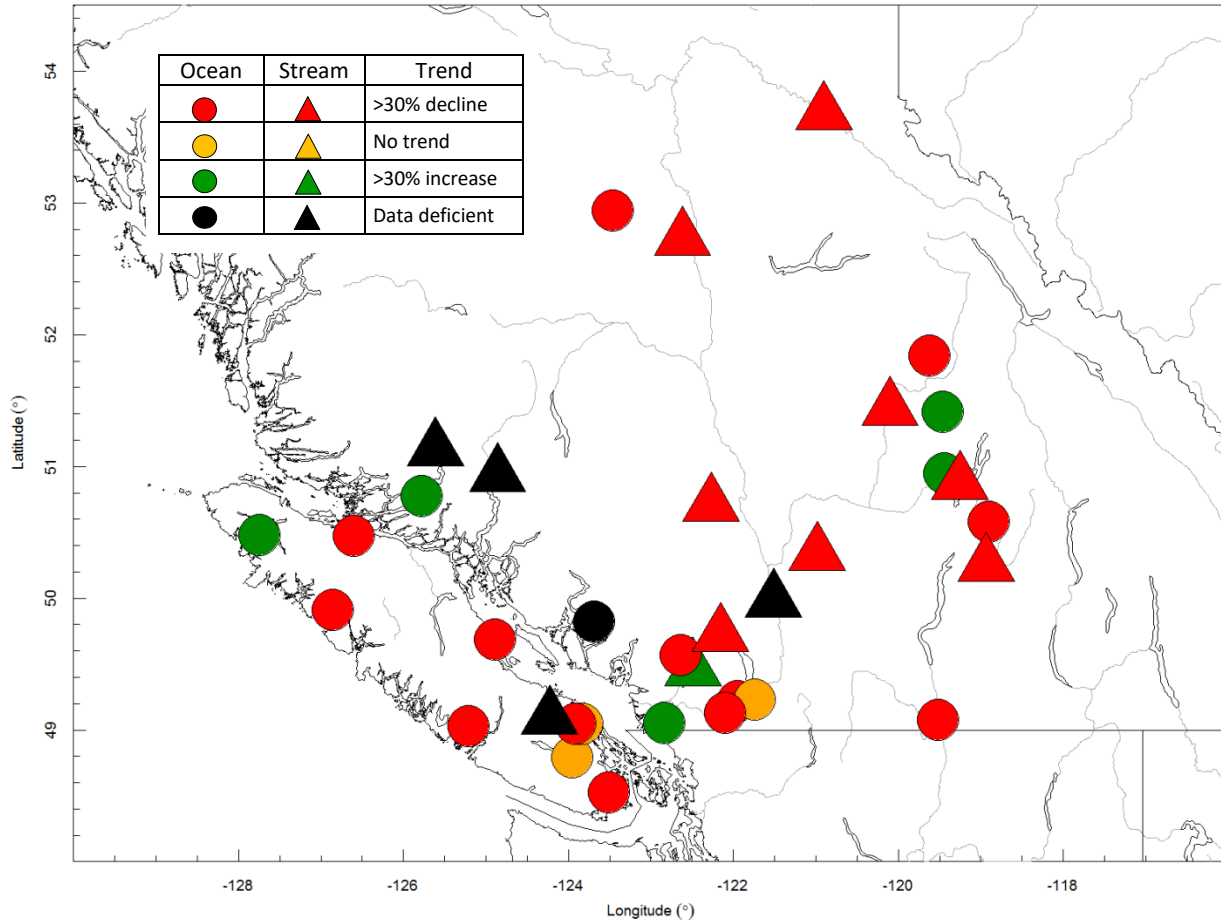 Ocean Stream Trend
>30% decline
No trend
>30% increase
Data deficient
54
53
52
51
50
49
Latitude (°)
-128 -126 -124 -122 -120 -118
Longitude (°)